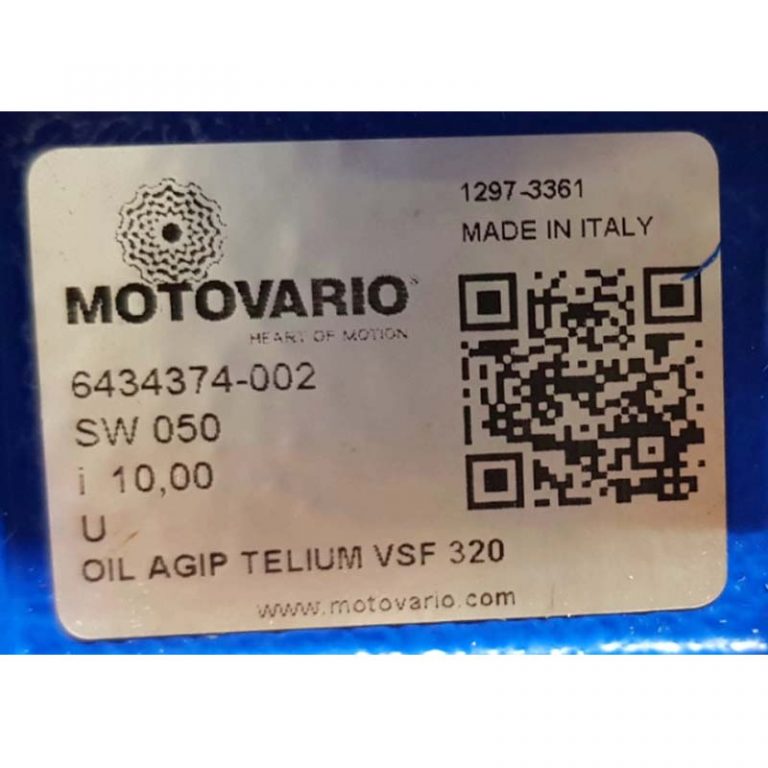 1297-3361
MADE IN ITALY
MOTOVARIO
HEART OF MOTION
6434374-002
SW 050
i 10,00
U
OIL AGIP TELIUM VSF 320
www.motovario.com